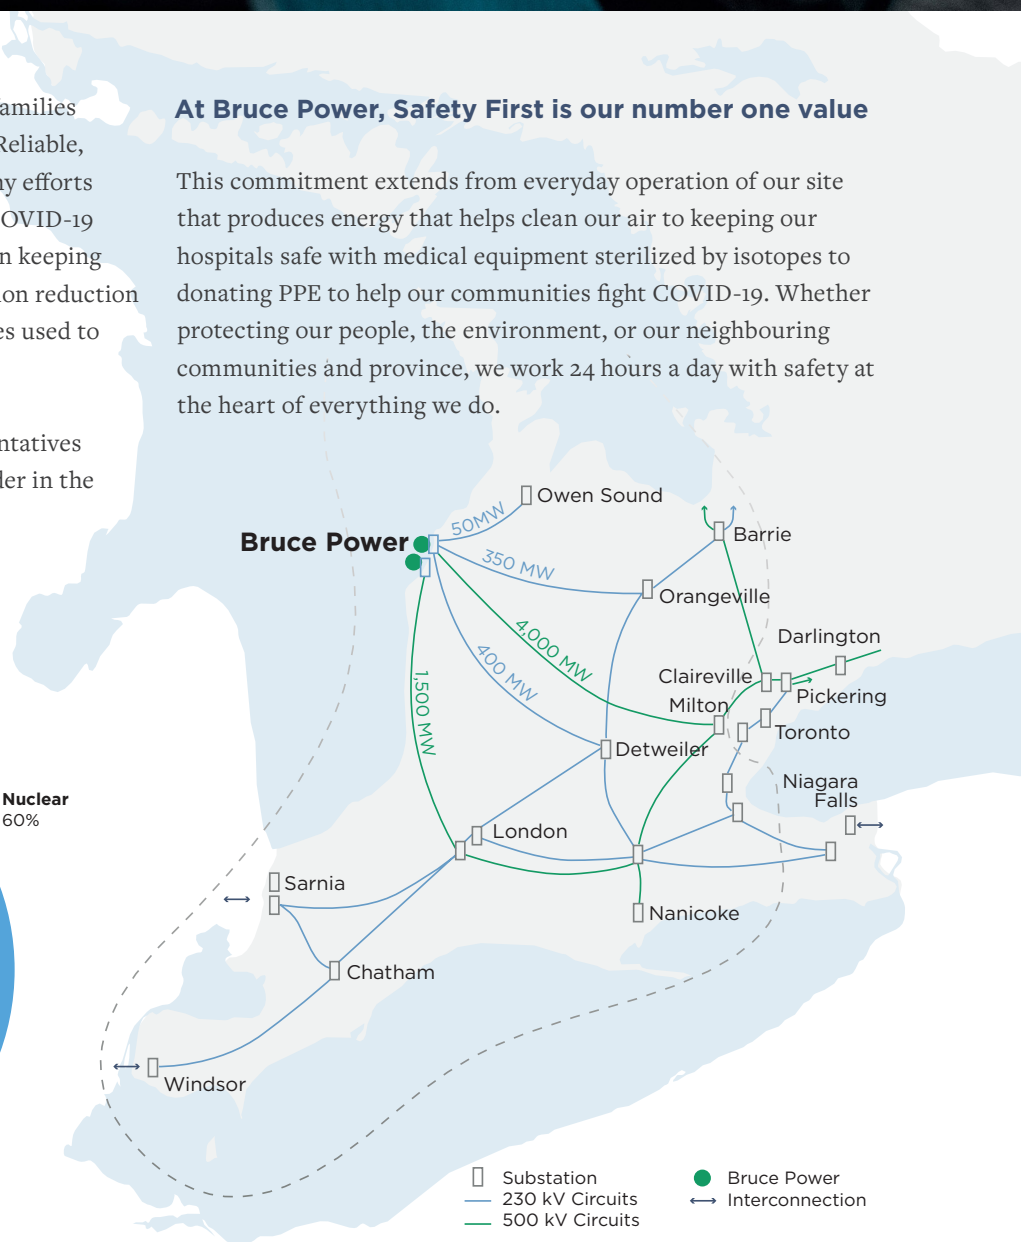 amilies
Reliable,
y efforts
OVID-19
n keeping
on reduction
es used to
ntatives
der in the
At Bruce Power, Safety First is our number one value
This commitment extends from everyday operation of our site
that produces energy that helps clean our air to keeping our
hospitals safe with medical equipment sterilized by isotopes to
donating PPE to help our communities fight COVID-19. Whether
protecting our people, the environment, or our neighbouring
communities and province, we work 24 hours a day with safety at
the heart of everything we do.
Owen Sound
50MW
Bruce Power
350 MW
Barrie
Orangeville
4,000 MW
400 MW
1,500 MW
Darlington
Claireville
Pickering
Milton
Toronto
Detweiler
Niagara
Falls
Nuclear
60%
London
Sarnia
Nanicoke
Chatham
Windsor
Substation
230 kV Circuits
500 kV Circuits
Bruce Power
Interconnection